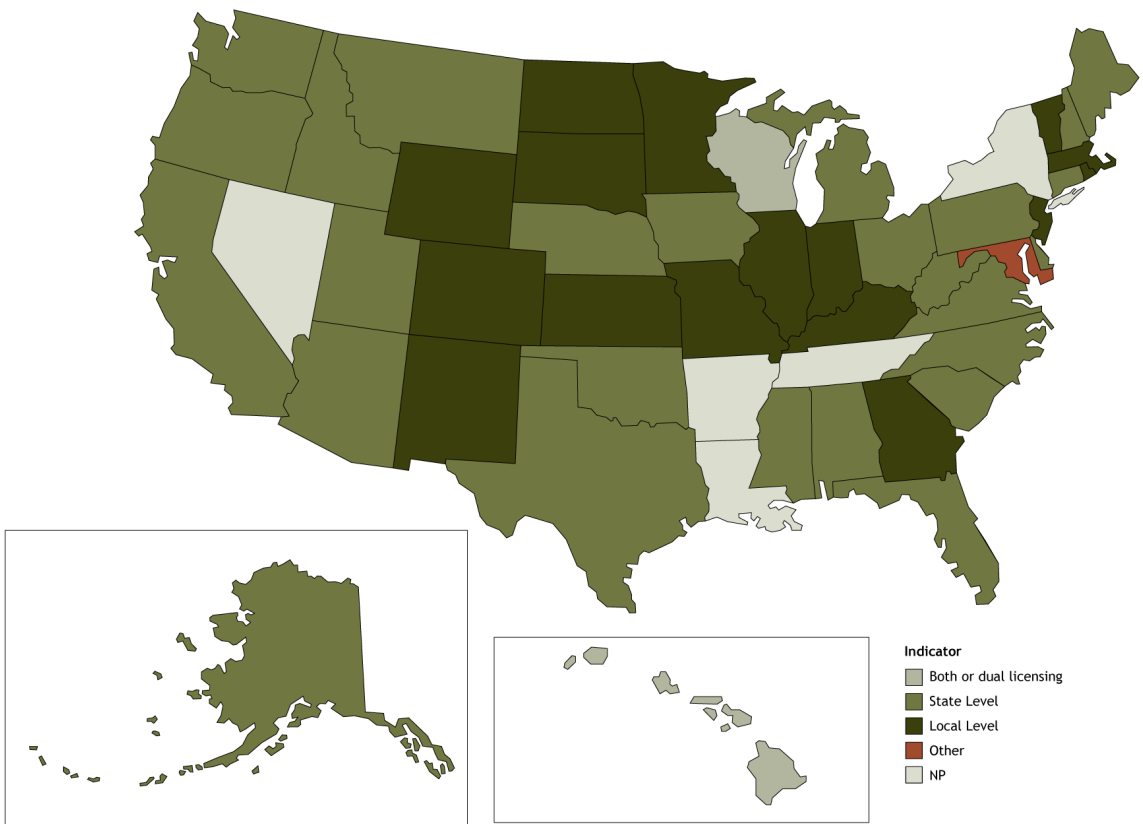 Indicator
Both or dual licensing
State Level
Local Level
Other
NP